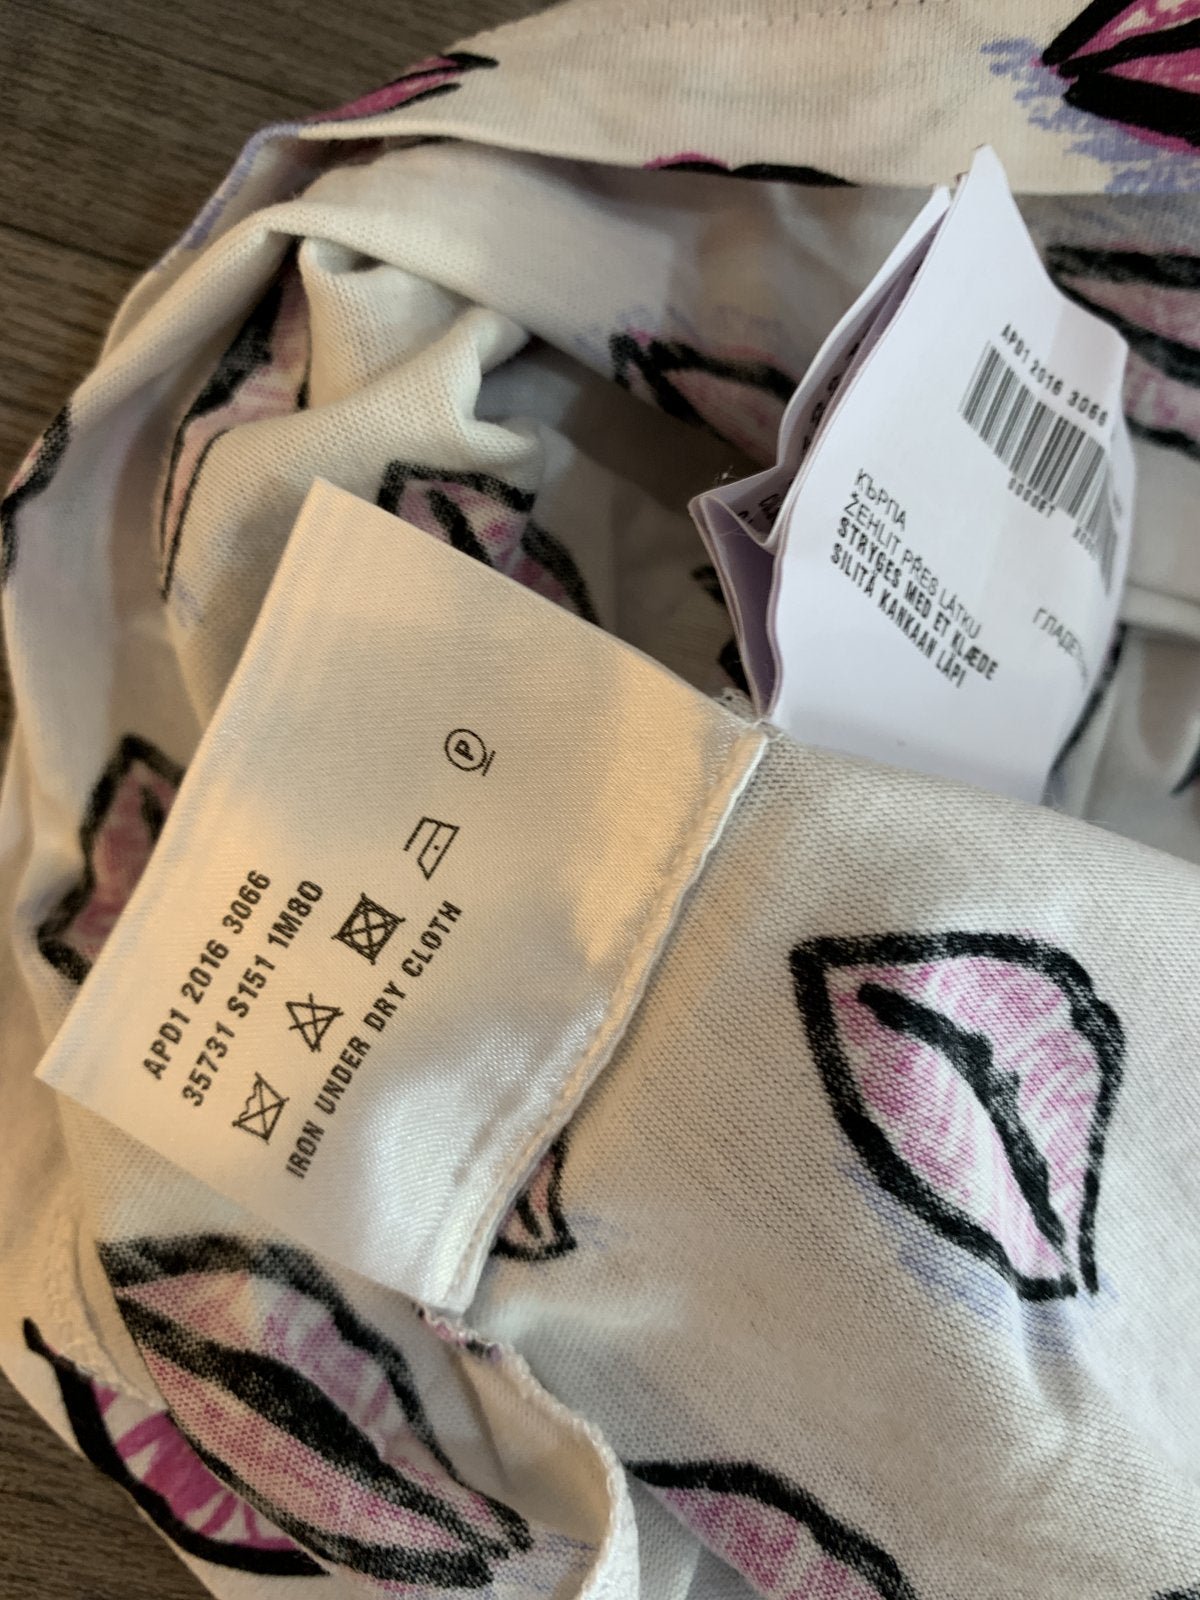 APD1 2016 3066
35731 S151 1M80
P
IRON UNDER DRY CLOTH
APD1 2016 3066
000061
КЪРПА
ŽEHLIT PŘES LÁTKU
STRYGES MED ET KLÆDE
SILITÄ KANKAAN LÄPI